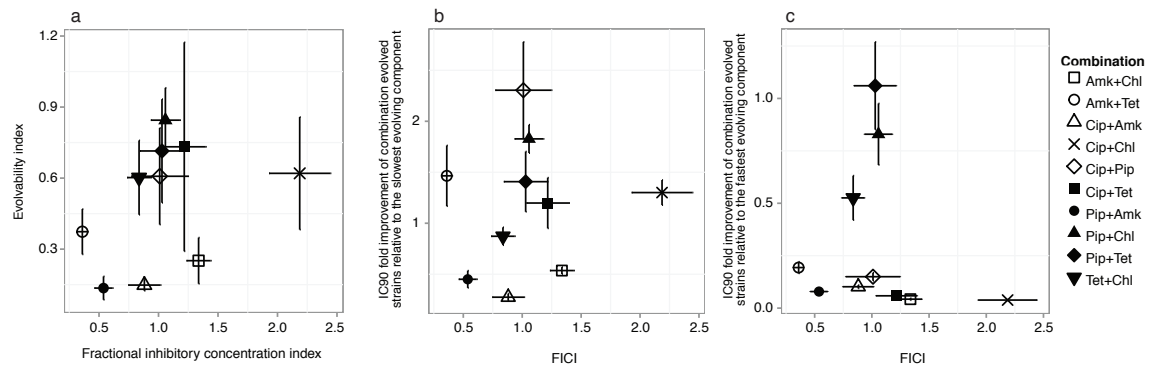 a
Evolvability index
1.2
0.9
0.6
0.3
0.5
1.0
1.5
2.0
2.5
Fractional inhibitory concentration index
b
IC90 fold improvement of combination evolved
strains relative to the slowest evolving component
2
1
0.5
1.0
1.5
2.0
2.5
FICI
c
IC90 fold improvement of combination evolved
strains relative to the fastest evolving component
1.0
0.5
0.0
0.5
1.0
1.5
2.0
2.5
FICI
Combination
Amk+Chl
Amk+Tet
Cip+Amk
Cip+Chl
Cip+Pip
Cip+Tet
Pip+Amk
Pip+Chl
Pip+Tet
Tet+Chl